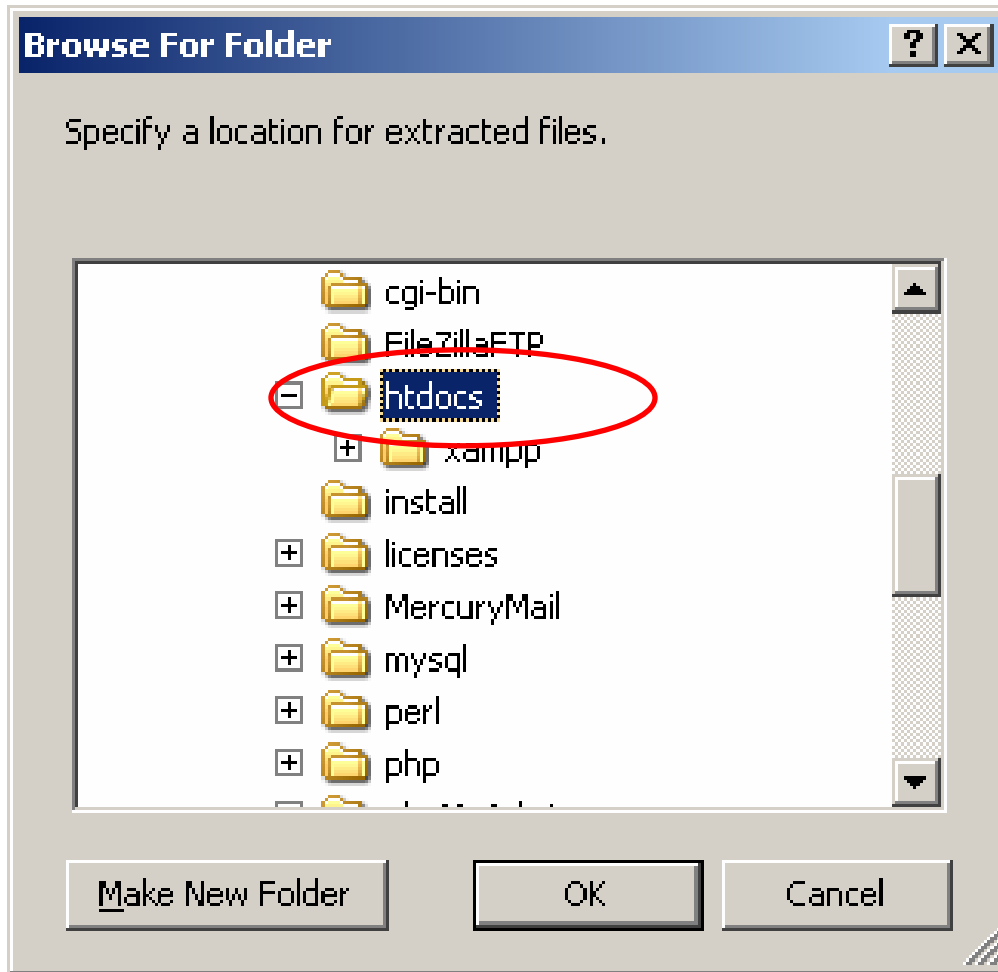 Browse For Folder
Specify a location for extracted files.
cgi-bin
FileZillaFTP
htdocs
xampp
install
licenses
MercuryMail
mysql
perl
php
Make New Folder
OK
Cancel